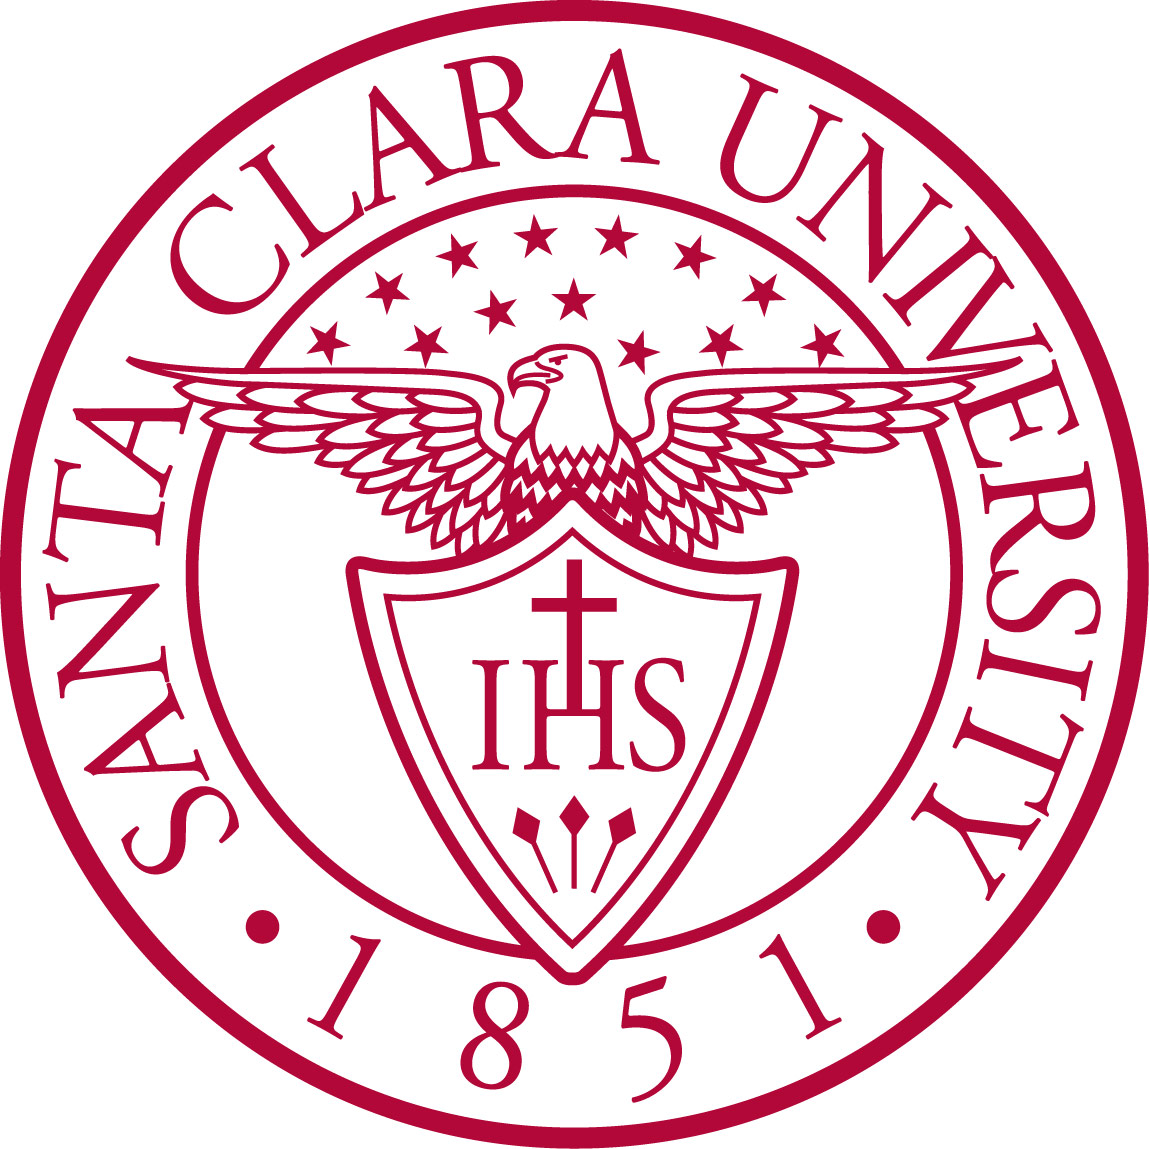 SANTA CLARA UNIVERSITY
IHS
• 1851 •